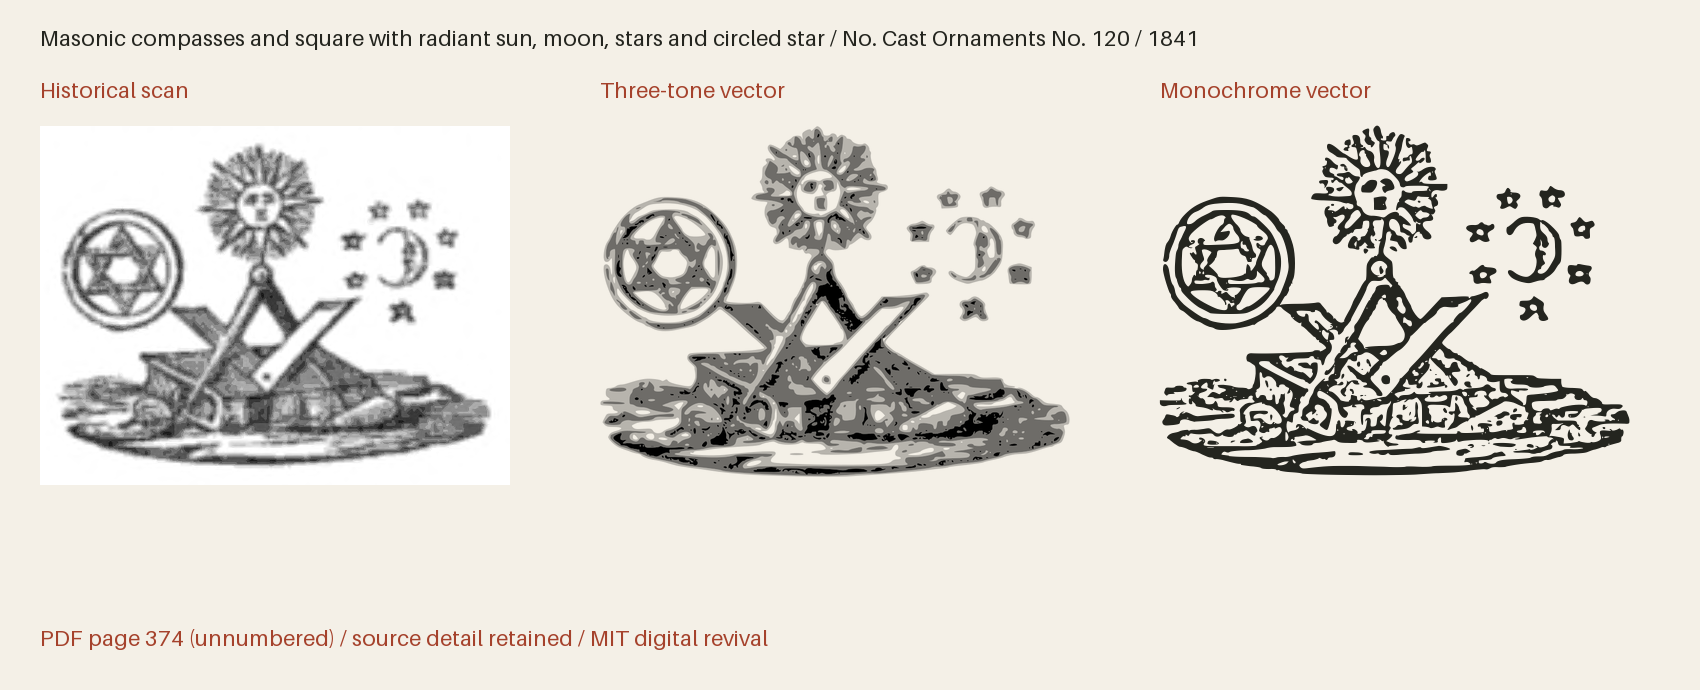 Masonic compasses and square with radiant sun, moon, stars and circled star / No. Cast Ornaments No. 120 / 1841
Historical scan
Three-tone vector
Monochrome vector
PDF page 374 (unnumbered) / source detail retained / MIT digital revival